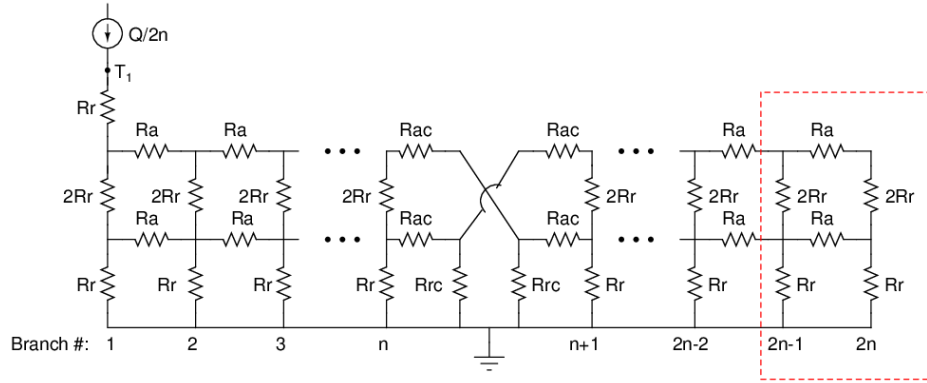 Q/2n
T1
Rr
Ra Ra Rac Rac Ra Ra
2Rr 2Rr 2Rr ••• 2Rr 2Rr ••• 2Rr 2Rr 2Rr
Ra Ra Rac Rac Ra Ra
Rr Rr Rr Rr Rrc Rrc Rr Rr Rr Rr
Branch #: 1 2 3 n n+1 2n-2 2n-1 2n